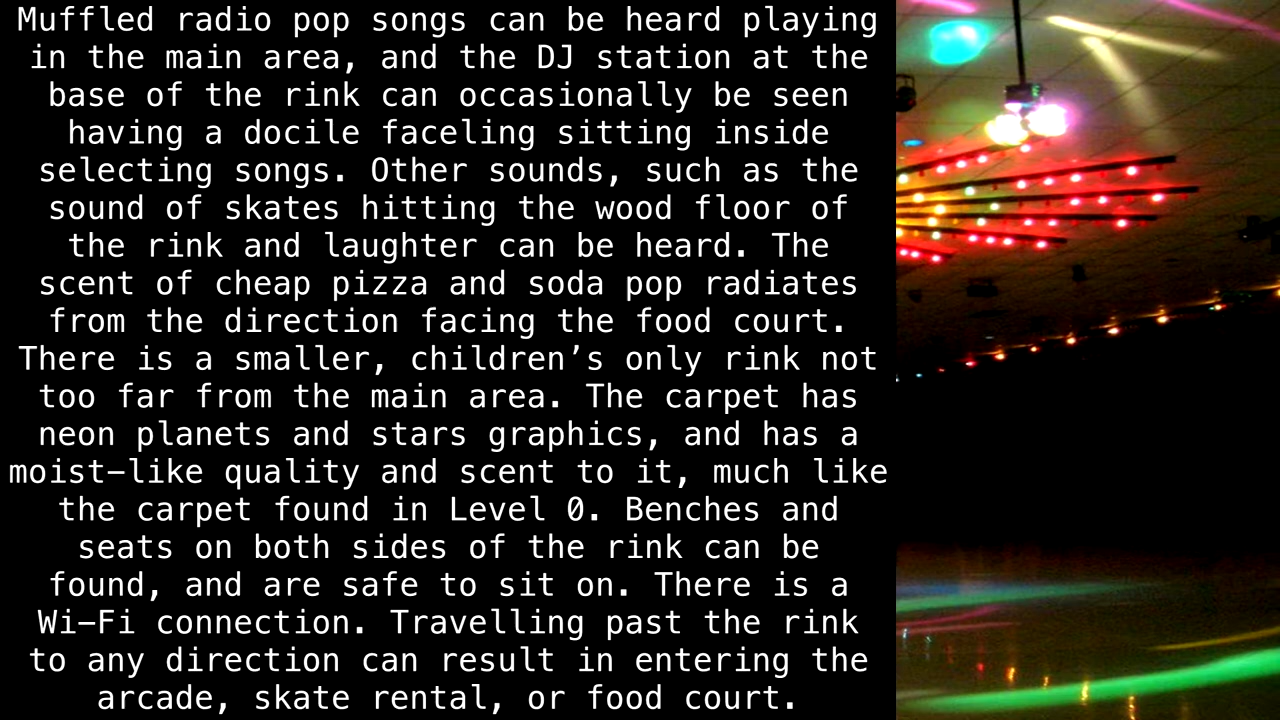 Muffled radio pop songs can be heard playing
in the main area, and the DJ station at the
base of the rink can occasionally be seen
having a docile faceling sitting inside
selecting songs. Other sounds, such as the
sound of skates hitting the wood floor of
the rink and laughter can be heard. The
scent of cheap pizza and soda pop radiates
from the direction facing the food court.
There is a smaller, children’s only rink not
too far from the main area. The carpet has
neon planets and stars graphics, and has a
moist–like quality and scent to it, much like
the carpet found in Level 0. Benches and
seats on both sides of the rink can be
found, and are safe to sit on. There is a
Wi–Fi connection. Travelling past the rink
to any direction can result in entering the
arcade, skate rental, or food court.